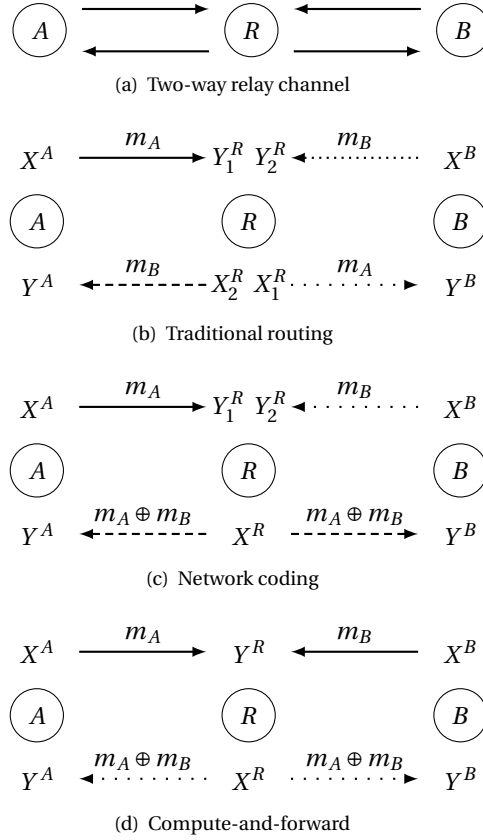 A R B
(a) Two-way relay channel
m_A m_B
X^A Y_1^R Y_2^R X^B
A R B
m_B m_A
Y^A X_2^R X_1^R Y^B
(b) Traditional routing
m_A m_B
X^A Y_1^R Y_2^R X^B
A R B
m_A ⊕ m_B m_A ⊕ m_B
Y^A X^R Y^B
(c) Network coding
m_A m_B
X^A Y^R X^B
A R B
m_A ⊕ m_B m_A ⊕ m_B
Y^A X^R Y^B
(d) Compute-and-forward